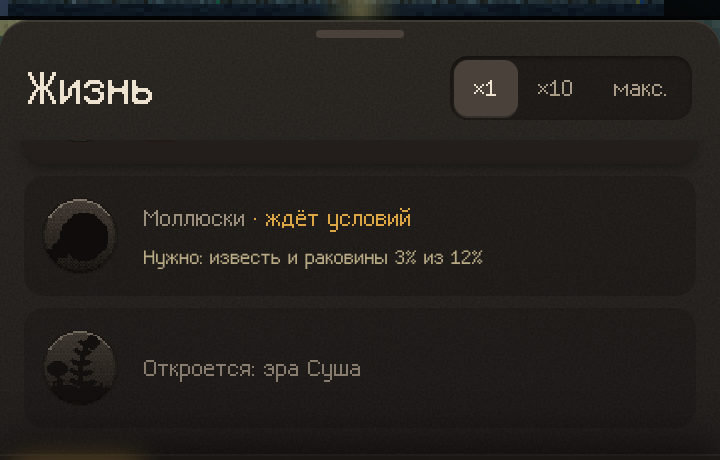 Жизнь
×1 ×10 макс.
Моллюски · ждёт условий
Нужно: известь и раковины 3% из 12%
Откроется: эра Суша